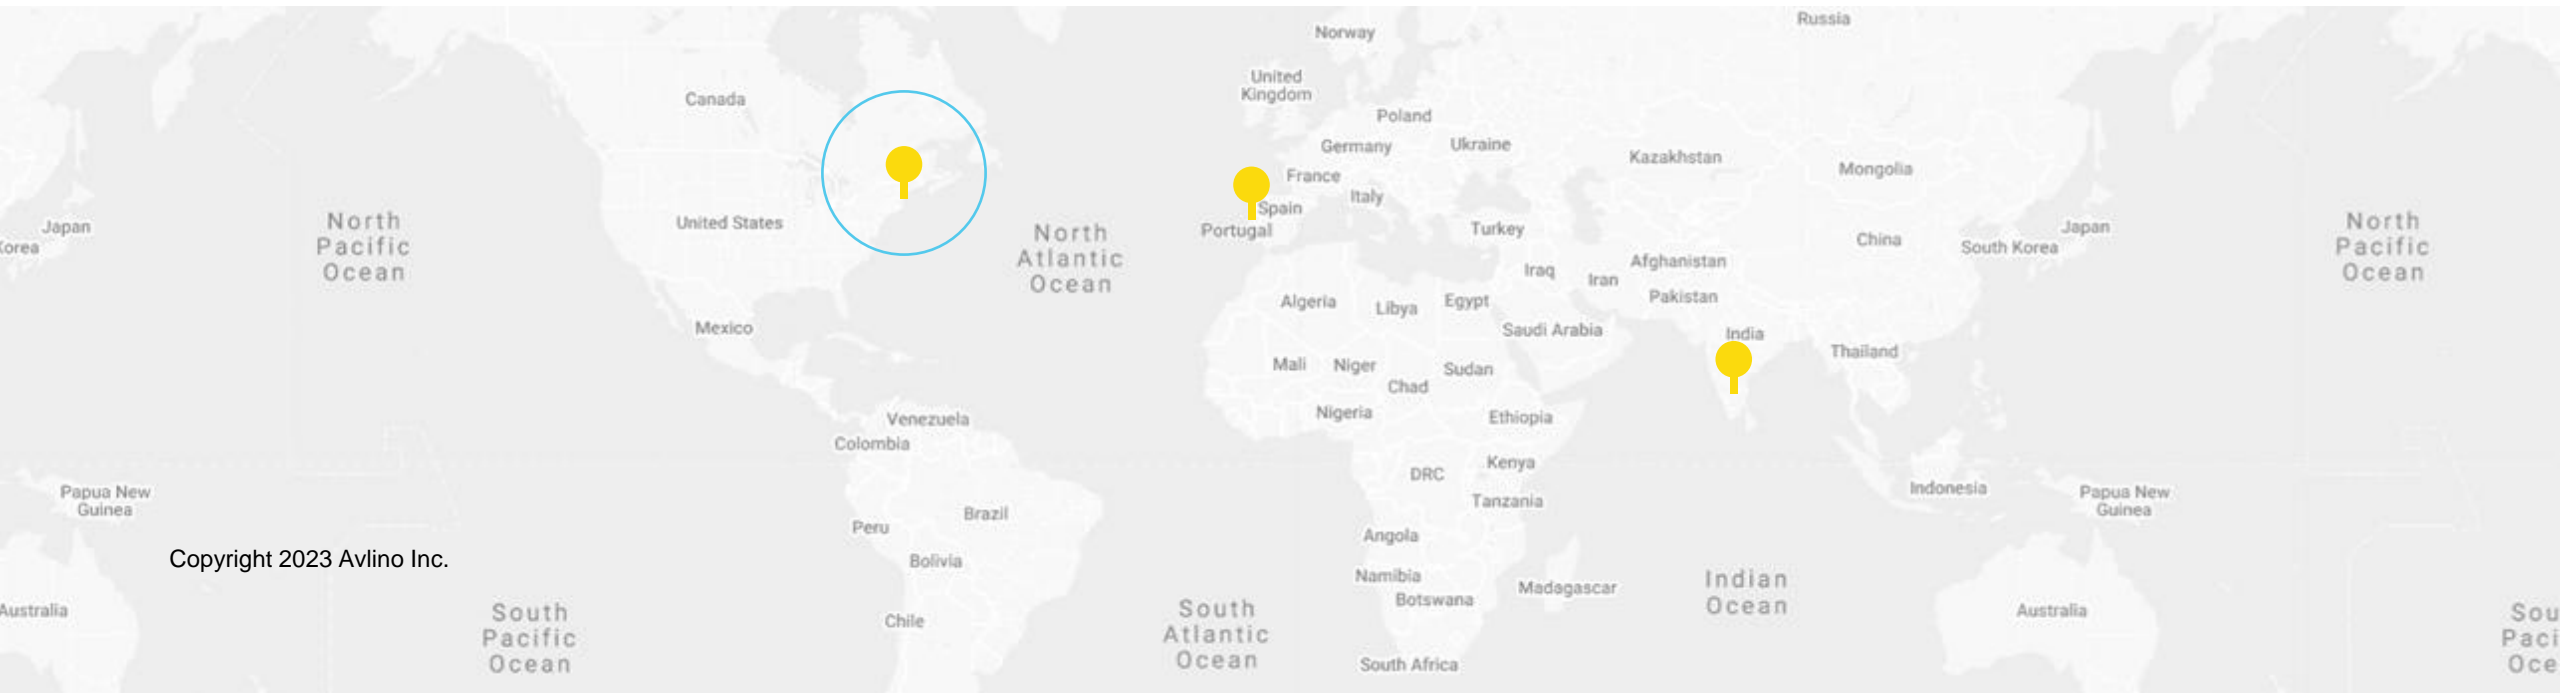 Russia
Norway
United
Kingdom
Canada
Poland
Germany
Ukraine
Kazakhstan
Mongolia
France
Italy
Spain
Portugal
United States
Turkey
Japan
Korea
North
Pacific
Ocean
North
Atlantic
Ocean
China
South Korea
Japan
North
Pacific
Ocean
Iraq
Iran
Afghanistan
Pakistan
Algeria
Libya
Egypt
Saudi Arabia
India
Mexico
Mali
Niger
Chad
Sudan
Thailand
Nigeria
Ethiopia
Venezuela
Colombia
DRC
Kenya
Tanzania
Indonesia
Papua New
Guinea
Papua New
Guinea
Peru
Brazil
Bolivia
Angola
Namibia
Botswana
Madagascar
Indian
Ocean
Copyright 2023 Avlino Inc.
Australia
South
Pacific
Ocean
Chile
South
Atlantic
Ocean
South Africa
Australia
Sou
Paci
Oce